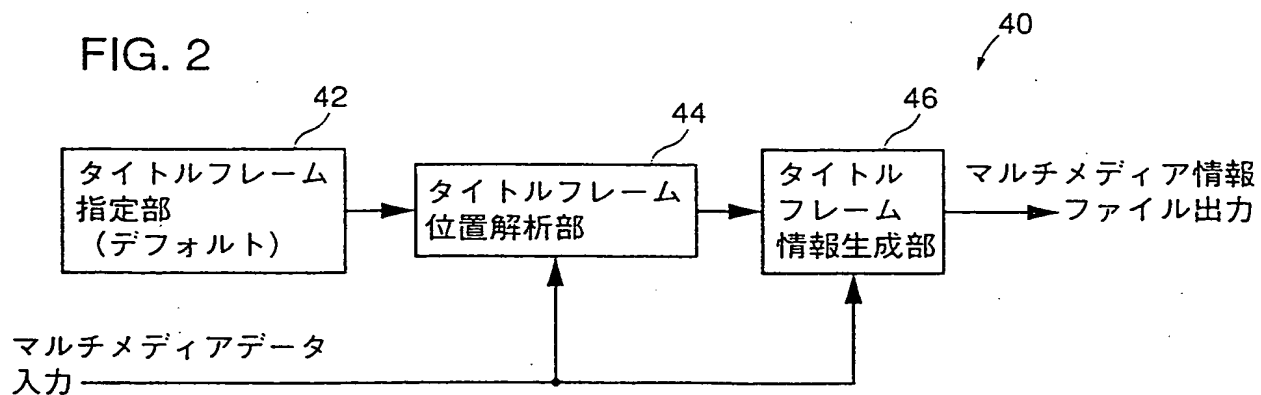 FIG. 2
40
42
タイトルフレーム
指定部
(デフォルト)
44
タイトルフレーム
位置解析部
46
タイトル
フレーム
情報生成部
マルチメディア情報
ファイル出力
マルチメディアデータ
入力